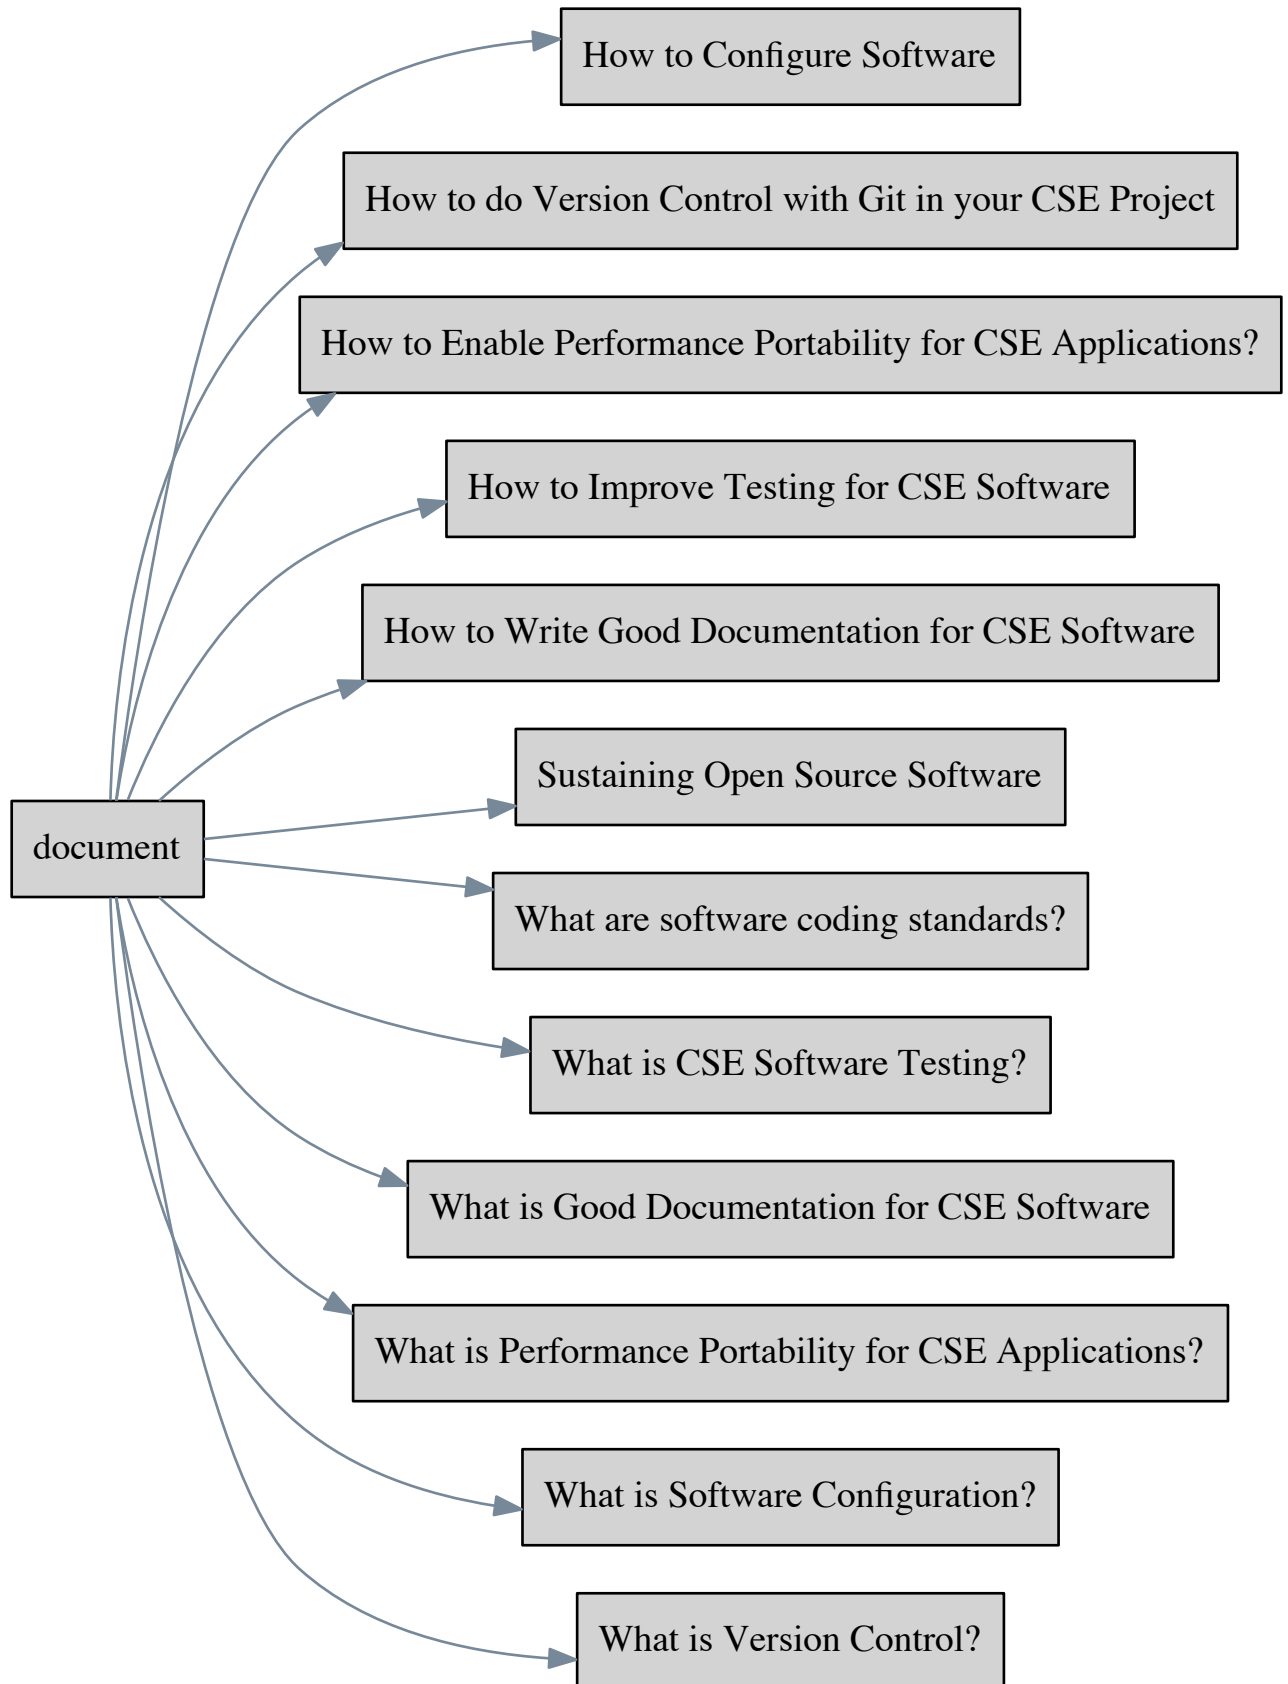 How to Configure Software
How to do Version Control with Git in your CSE Project
How to Enable Performance Portability for CSE Applications?
How to Improve Testing for CSE Software
How to Write Good Documentation for CSE Software
Sustaining Open Source Software
document
What are software coding standards?
What is CSE Software Testing?
What is Good Documentation for CSE Software
What is Performance Portability for CSE Applications?
What is Software Configuration?
What is Version Control?